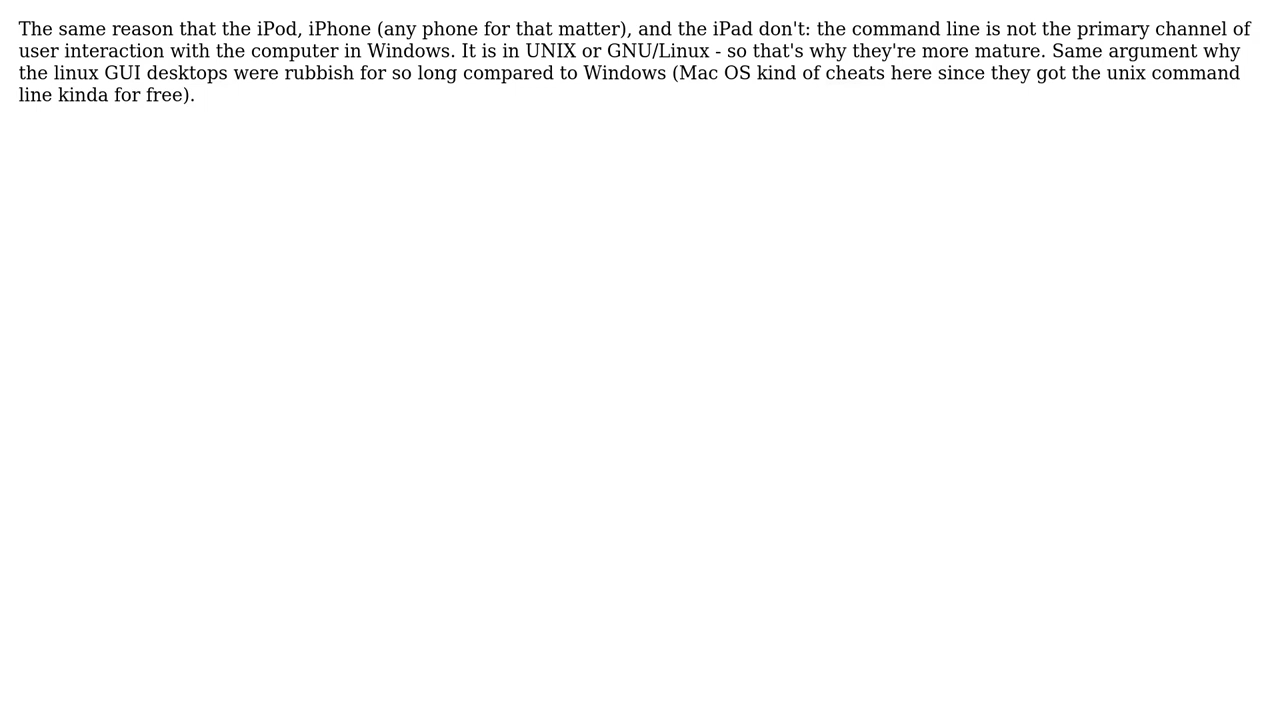 The same reason that the iPod, iPhone (any phone for that matter), and the iPad don't: the command line is not the primary channel of
user interaction with the computer in Windows. It is in UNIX or GNU/Linux - so that's why they're more mature. Same argument why
the linux GUI desktops were rubbish for so long compared to Windows (Mac OS kind of cheats here since they got the unix command
line kinda for free).